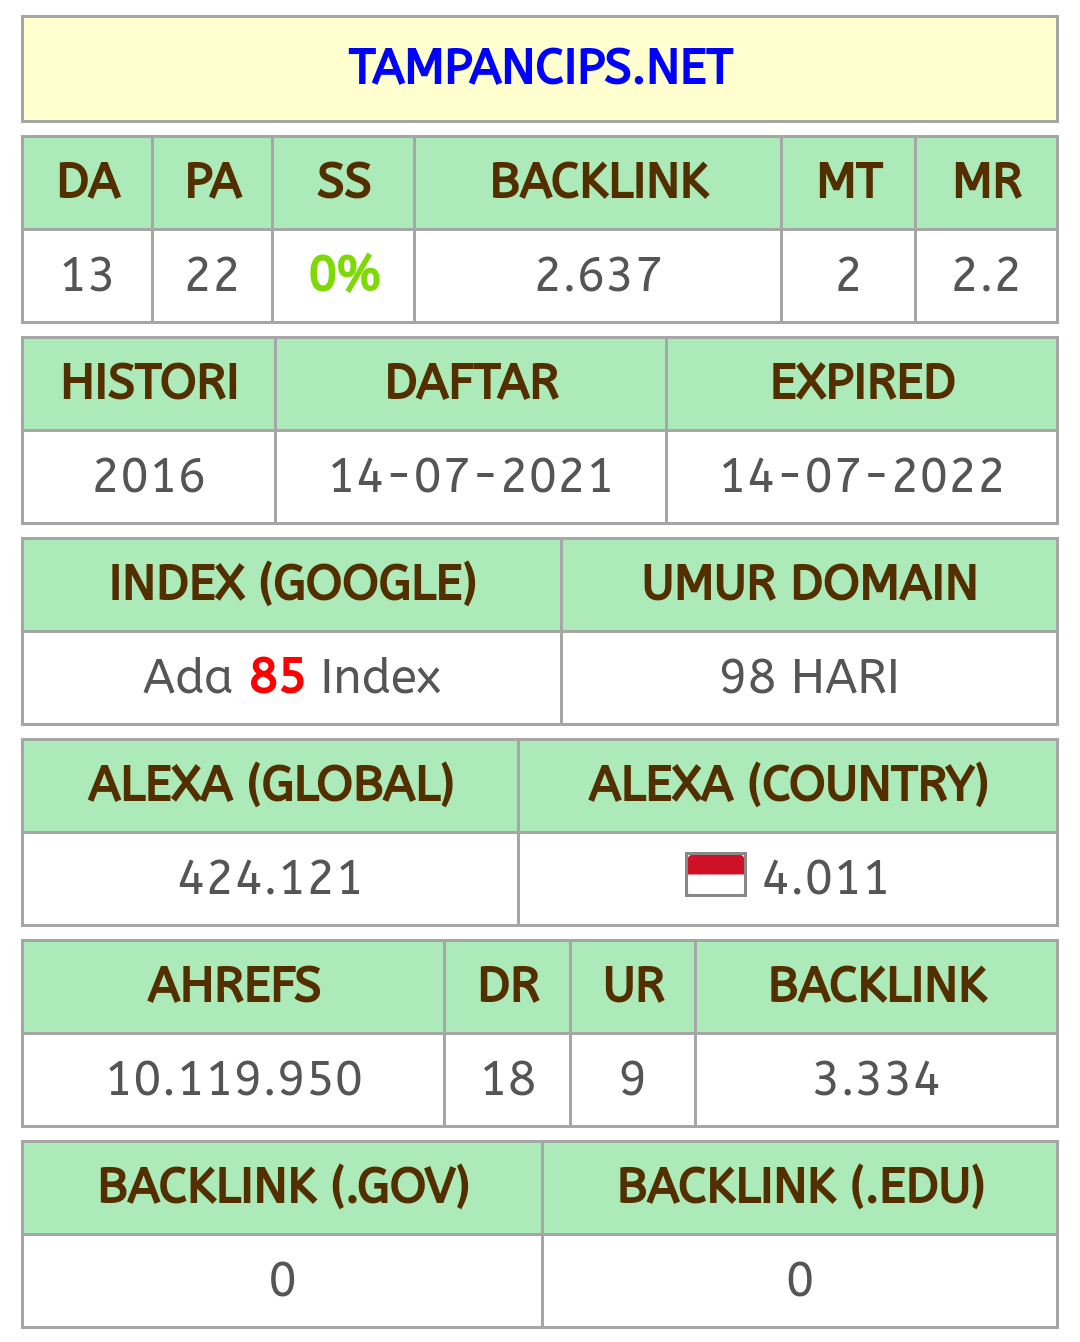 TAMPANCIPS.NET
DA PA SS BACKLINK MT MR
13 22 0% 2.637 2 2.2
HISTORI DAFTAR EXPIRED
2016 14-07-2021 14-07-2022
INDEX (GOOGLE) UMUR DOMAIN
Ada 85 Index 98 HARI
ALEXA (GLOBAL) ALEXA (COUNTRY)
424.121 4.011
AHREFS DR UR BACKLINK
10.119.950 18 9 3.334
BACKLINK (.GOV) BACKLINK (.EDU)
0 0